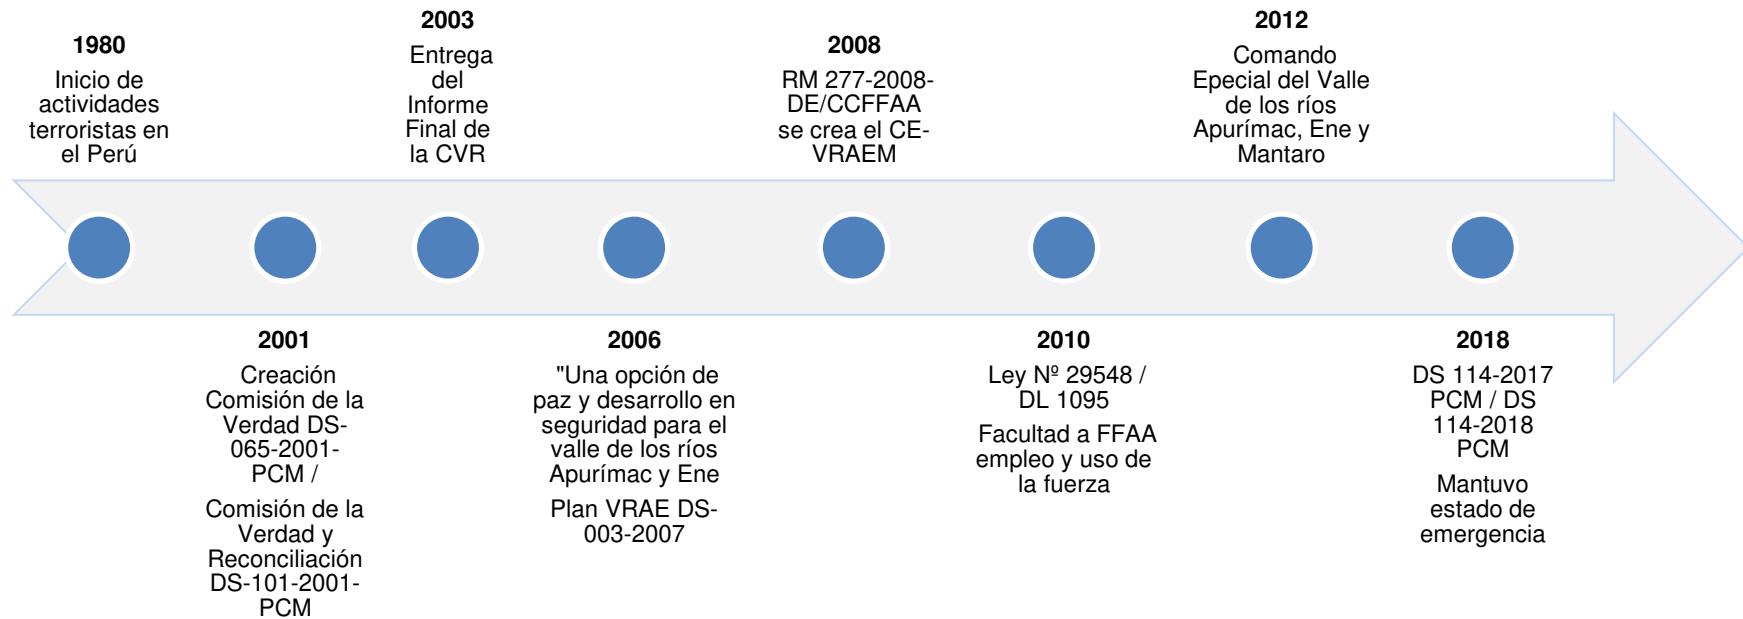 1980
Inicio de
actividades
terroristas en
el Perú
2001
Creación
Comisión de la
Verdad DS-
065-2001-
PCM /
Comisión de la
Verdad y
Reconciliación
DS-101-2001-
PCM
2003
Entrega
del
Informe
Final de
la CVR
2006
"Una opción de
paz y desarrollo en
seguridad para el
valle de los ríos
Apurímac y Ene
Plan VRAE DS-
003-2007
2008
RM 277-2008-
DE/CCFFAA
se crea el CE-
VRAEM
2010
Ley Nº 29548 /
DL 1095
Facultad a FFAA
empleo y uso de
la fuerza
2012
Comando
Epecial del Valle
de los ríos
Apurímac, Ene y
Mantaro
2018
DS 114-2017
PCM / DS
114-2018
PCM
Mantuvo
estado de
emergencia